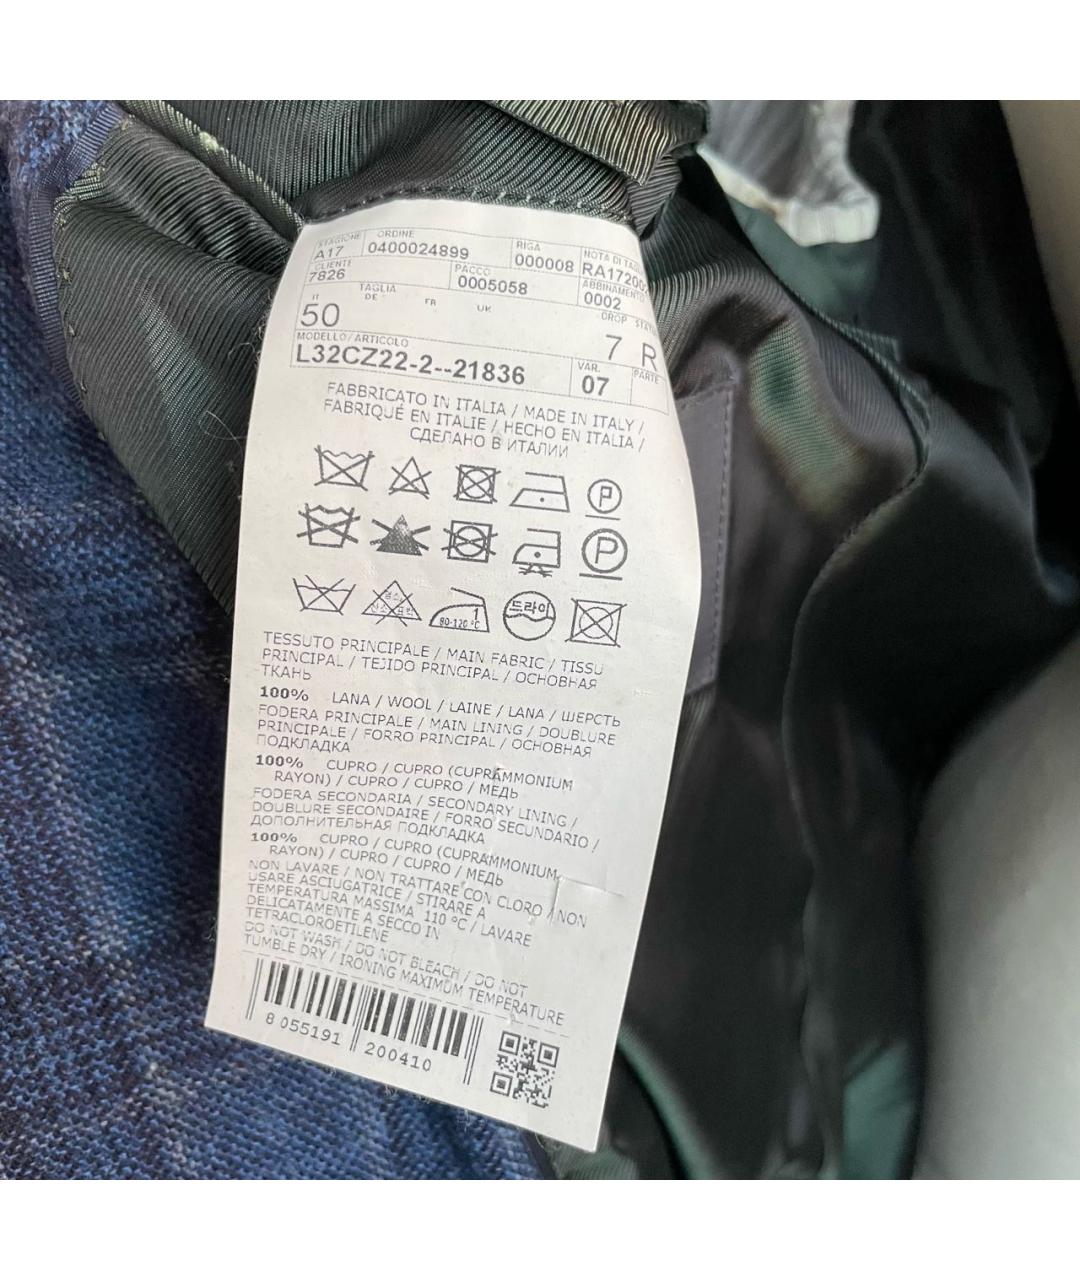 STAGIONE ORDINE RIGA NOTA DI TAGLIO
A17 0400024899 000008 RA17200
CLIENTE PACCO ABBINAMENTO
7826 0005058 0002
TAGLIA DROP
IT DE FR UK
50 7 R
MODELLO/ARTICOLO VAR. PARTE
L32CZ22-2--21836 07
FABBRICATO IN ITALIA / MADE IN ITALY /
FABRIQUÉ EN ITALIE / HECHO EN ITALIA /
СДЕЛАНО В ИТАЛИИ
P
P
80-120 °C 1 드라이
TESSUTO PRINCIPALE / MAIN FABRIC / TISSU
PRINCIPAL / TEJIDO PRINCIPAL / ОСНОВНАЯ
ТКАНЬ
100% LANA / WOOL / LAINE / LANA / ШЕРСТЬ
FODERA PRINCIPALE / MAIN LINING / DOUBLURE
PRINCIPALE / FORRO PRINCIPAL / ОСНОВНАЯ
ПОДКЛАДКА
100% CUPRO / CUPRO (CUPRAMMONIUM
RAYON) / CUPRO / CUPRO / МЕДЬ
FODERA SECONDARIA / SECONDARY LINING /
DOUBLURE SECONDAIRE / FORRO SECUNDARIO /
ДОПОЛНИТЕЛЬНАЯ ПОДКЛАДКА
100% CUPRO / CUPRO (CUPRAMMONIUM
RAYON) / CUPRO / CUPRO / МЕДЬ
NON LAVARE / NON TRATTARE CON CLORO / NON
USARE ASCIUGATRICE / STIRARE A
TEMPERATURA MASSIMA 110 °C / LAVARE
DELICATAMENTE A SECCO IN
TETRACLOROETILENE
DO NOT WASH / DO NOT BLEACH / DO NOT
TUMBLE DRY / IRONING MAXIMUM TEMPERATURE
8 055191 200410